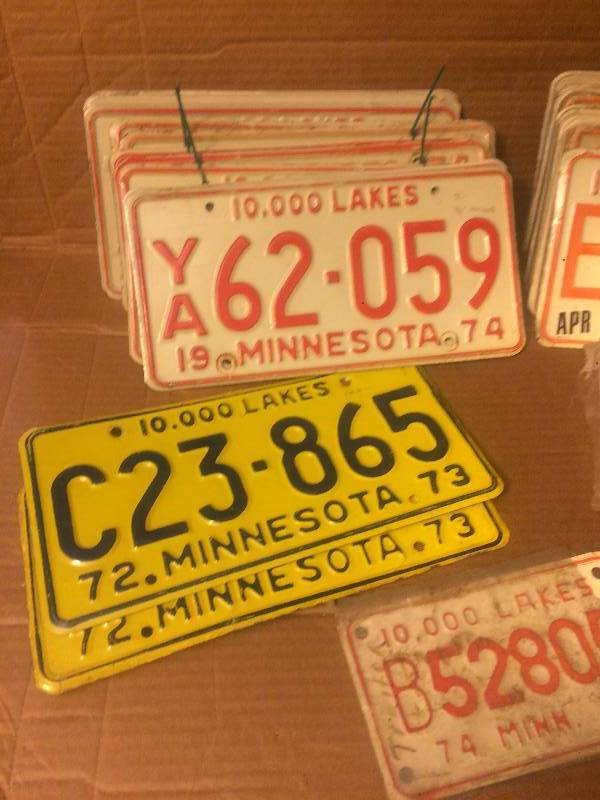 10,000 LAKES
YA 62-059
19 MINNESOTA 74
APR
10,000 LAKES
C23-865
72. MINNESOTA. 73
72. MINNESOTA. 73
10,000 LAKES
B5280
74 MINN.